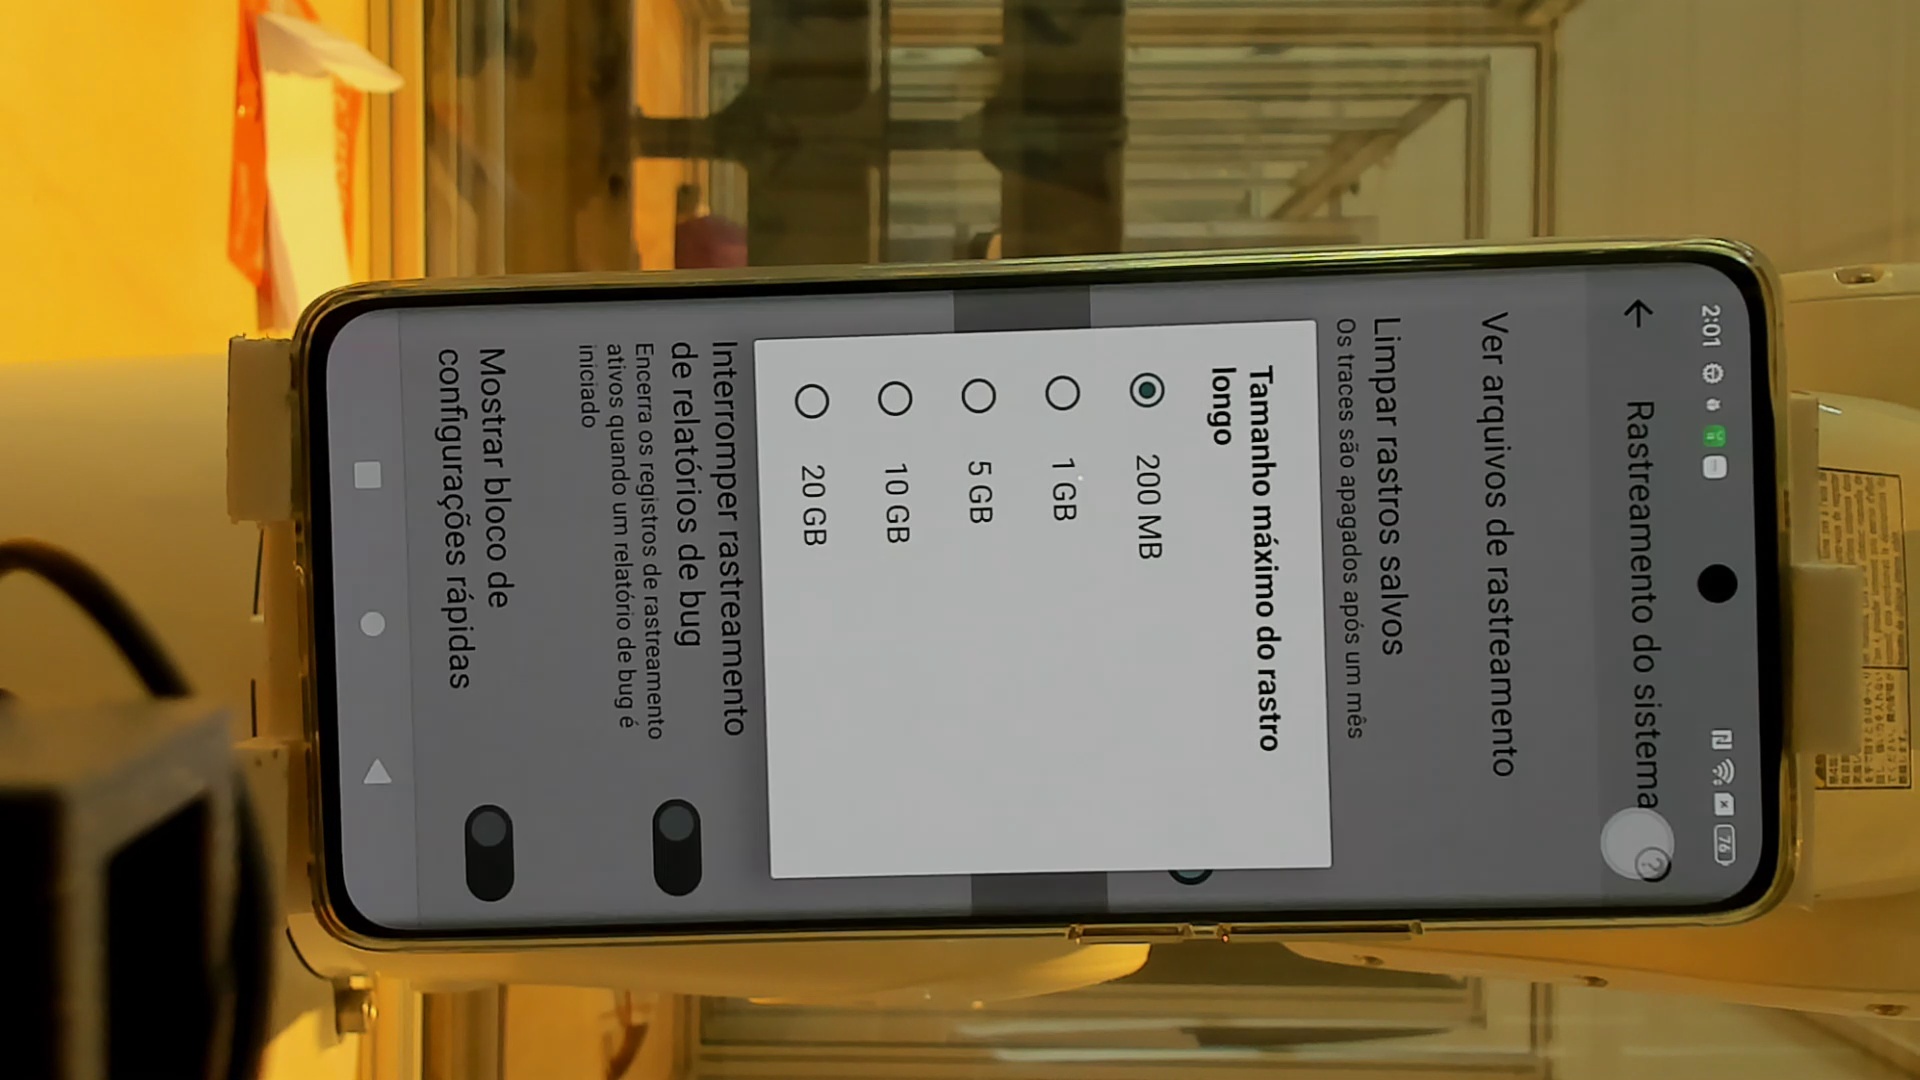 2:01
76
Rastreamento do sistema
?
Ver arquivos de rastreamento
Limpar rastros salvos
Os traces são apagados após um mês
Tamanho máximo do rastro
longo
200 MB
1 GB
5 GB
10 GB
20 GB
Interromper rastreamento
de relatórios de bug
Encerra os registros de rastreamento
ativos quando um relatório de bug é
iniciado
Mostrar bloco de
configurações rápidas